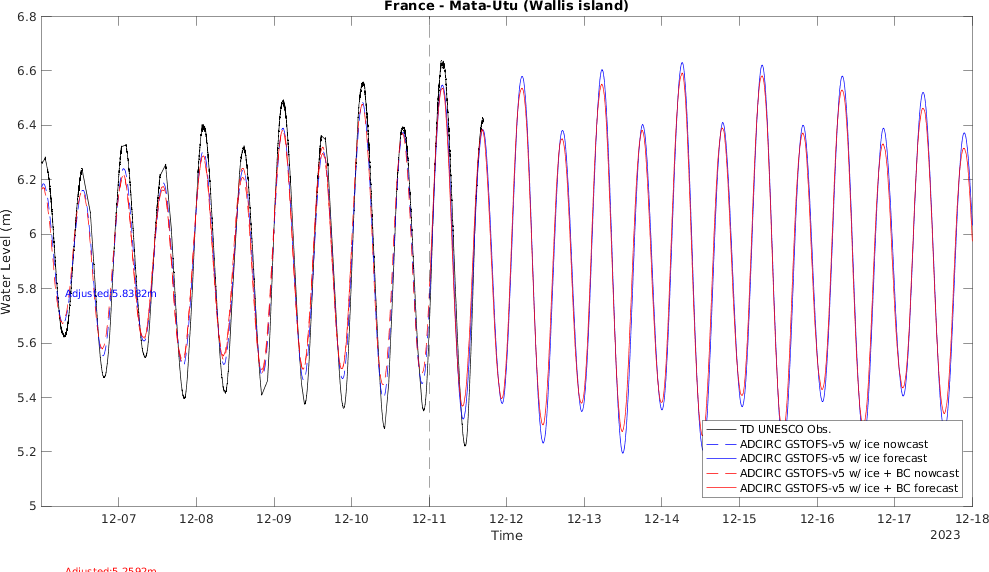 France - Mata-Utu (Wallis island)
6.8
6.6
6.4
6.2
6
5.8
5.6
5.4
5.2
5
Water Level (m)
Adjusted:5.8382m
TD UNESCO Obs.
ADCIRC GSTOFS-v5 w/ ice nowcast
ADCIRC GSTOFS-v5 w/ ice forecast
ADCIRC GSTOFS-v5 w/ ice + BC nowcast
ADCIRC GSTOFS-v5 w/ ice + BC forecast
12-07 12-08 12-09 12-10 12-11 12-12 12-13 12-14 12-15 12-16 12-17 12-18
Time
2023
Adjusted:5.2592m